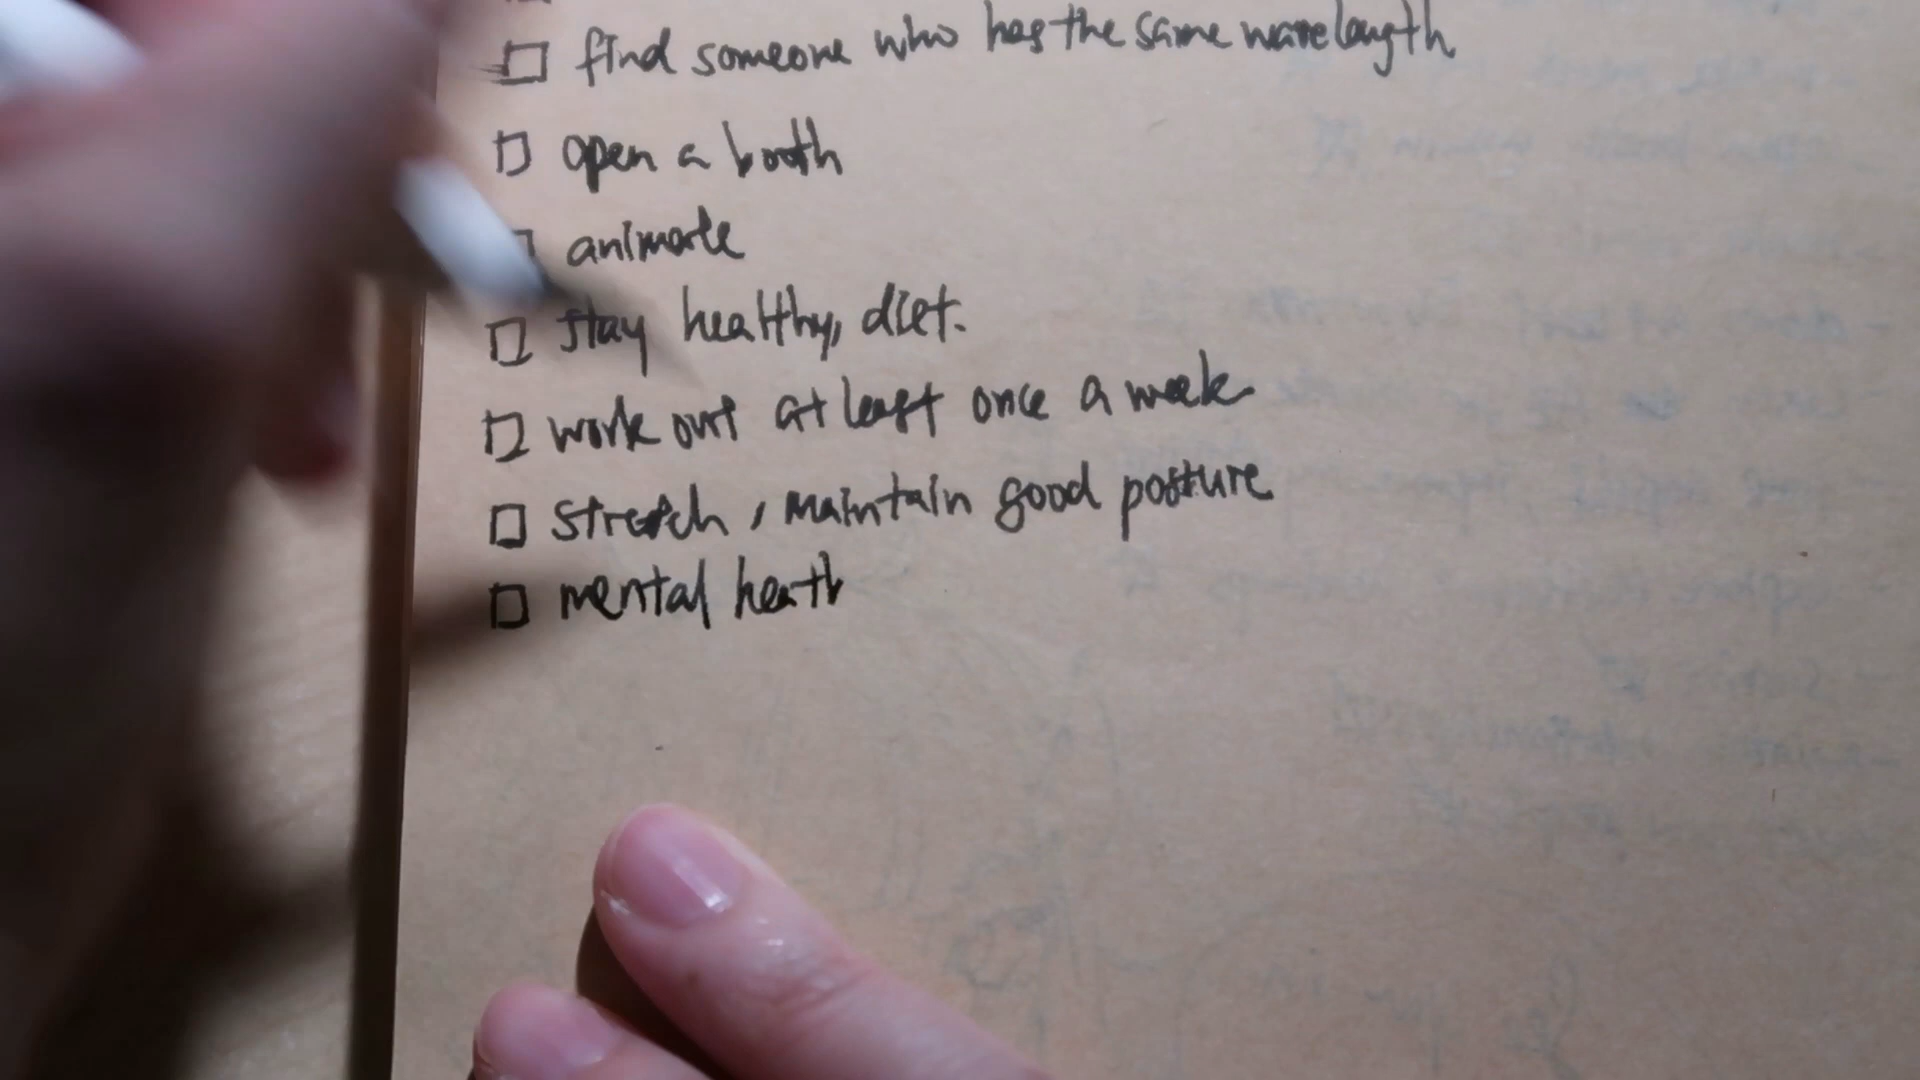 ☐ find someone who has the same wavelength
☐ open a booth
☐ animate
☐ stay healthy, diet.
☐ work out at least once a week
☐ stretch, maintain good posture
☐ mental heath